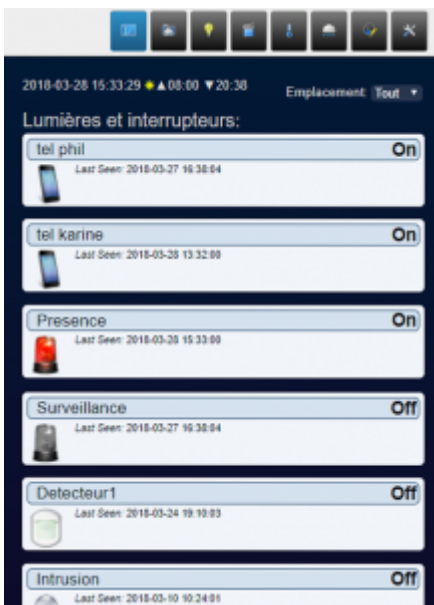 2018-03-28 15:33:29 ☀▲08:00 ▼20:38
Emplacement: Tout ▼
Lumières et interrupteurs:
tel phil On
Last Seen: 2018-03-27 16:38:04
tel karine On
Last Seen: 2018-03-28 13:32:00
Presence On
Last Seen: 2018-03-28 15:33:00
Surveillance Off
Last Seen: 2018-03-27 16:38:04
Detecteur1 Off
Last Seen: 2018-03-24 19:10:03
Intrusion Off
Last Seen: 2018-03-10 10:24:01